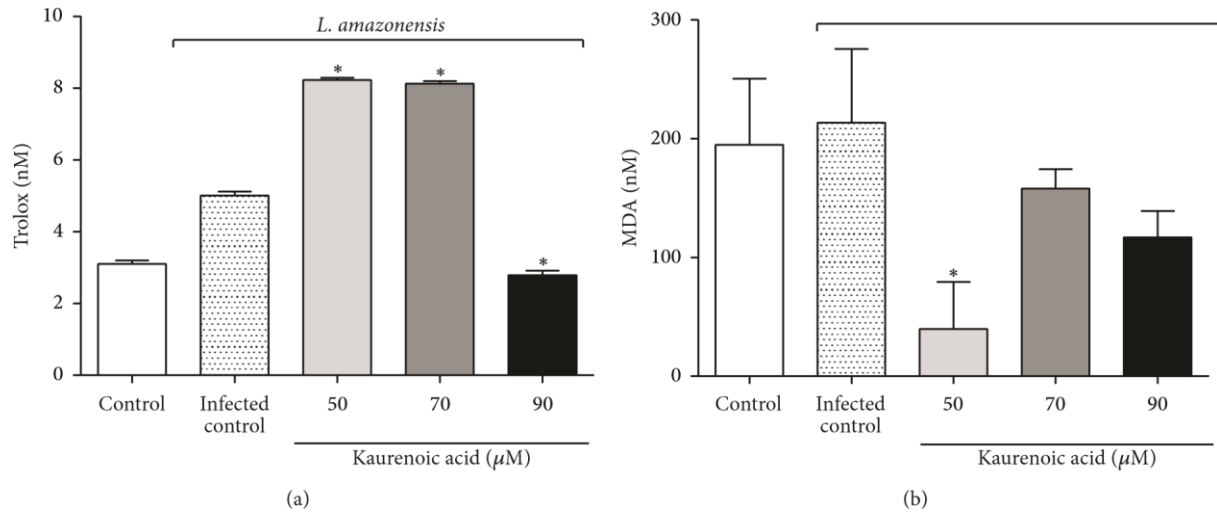 10
8
6
4
2
0
Trolox (nM)
L. amazonensis
*
*
*
Control
Infected
control
50
70
90
Kaurenoic acid (μM)
(a)
300
200
100
0
MDA (nM)
*
Control
Infected
control
50
70
90
Kaurenoic acid (μM)
(b)